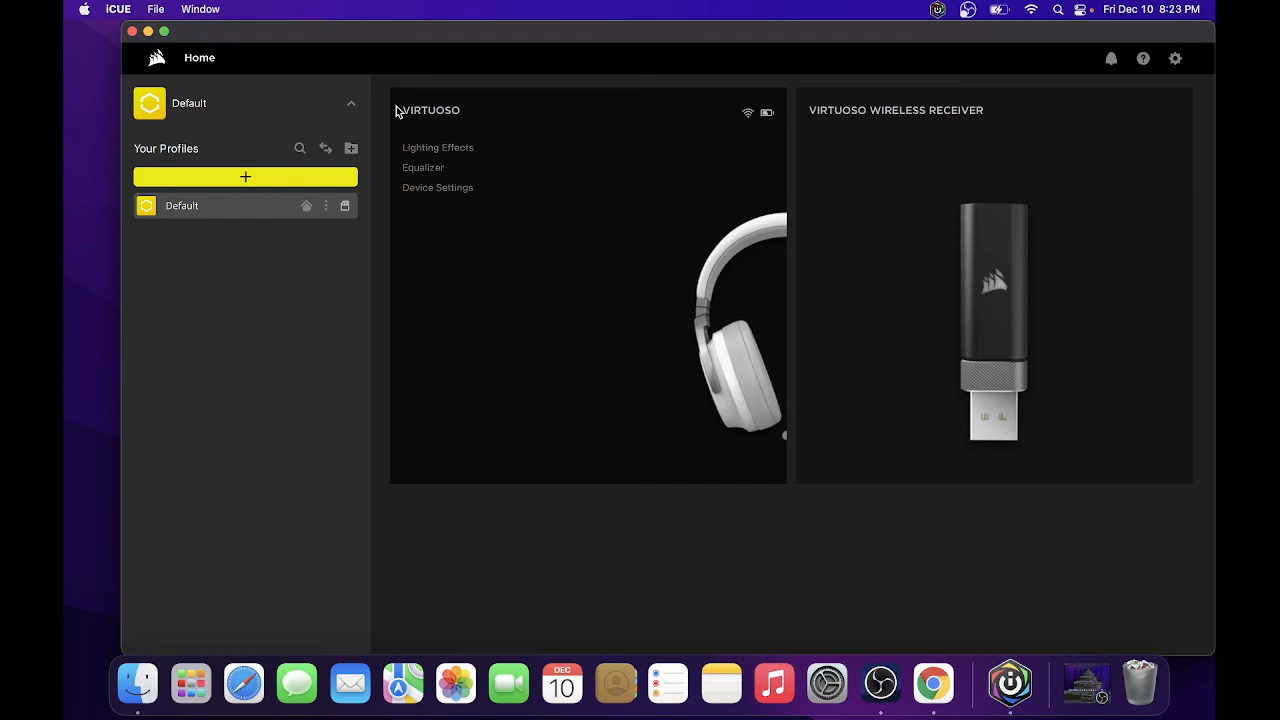 iCUE File Window Fri Dec 10 8:23 PM
Home
Default
Your Profiles
Default
VIRTUOSO
Lighting Effects
Equalizer
Device Settings
VIRTUOSO WIRELESS RECEIVER
DEC
10